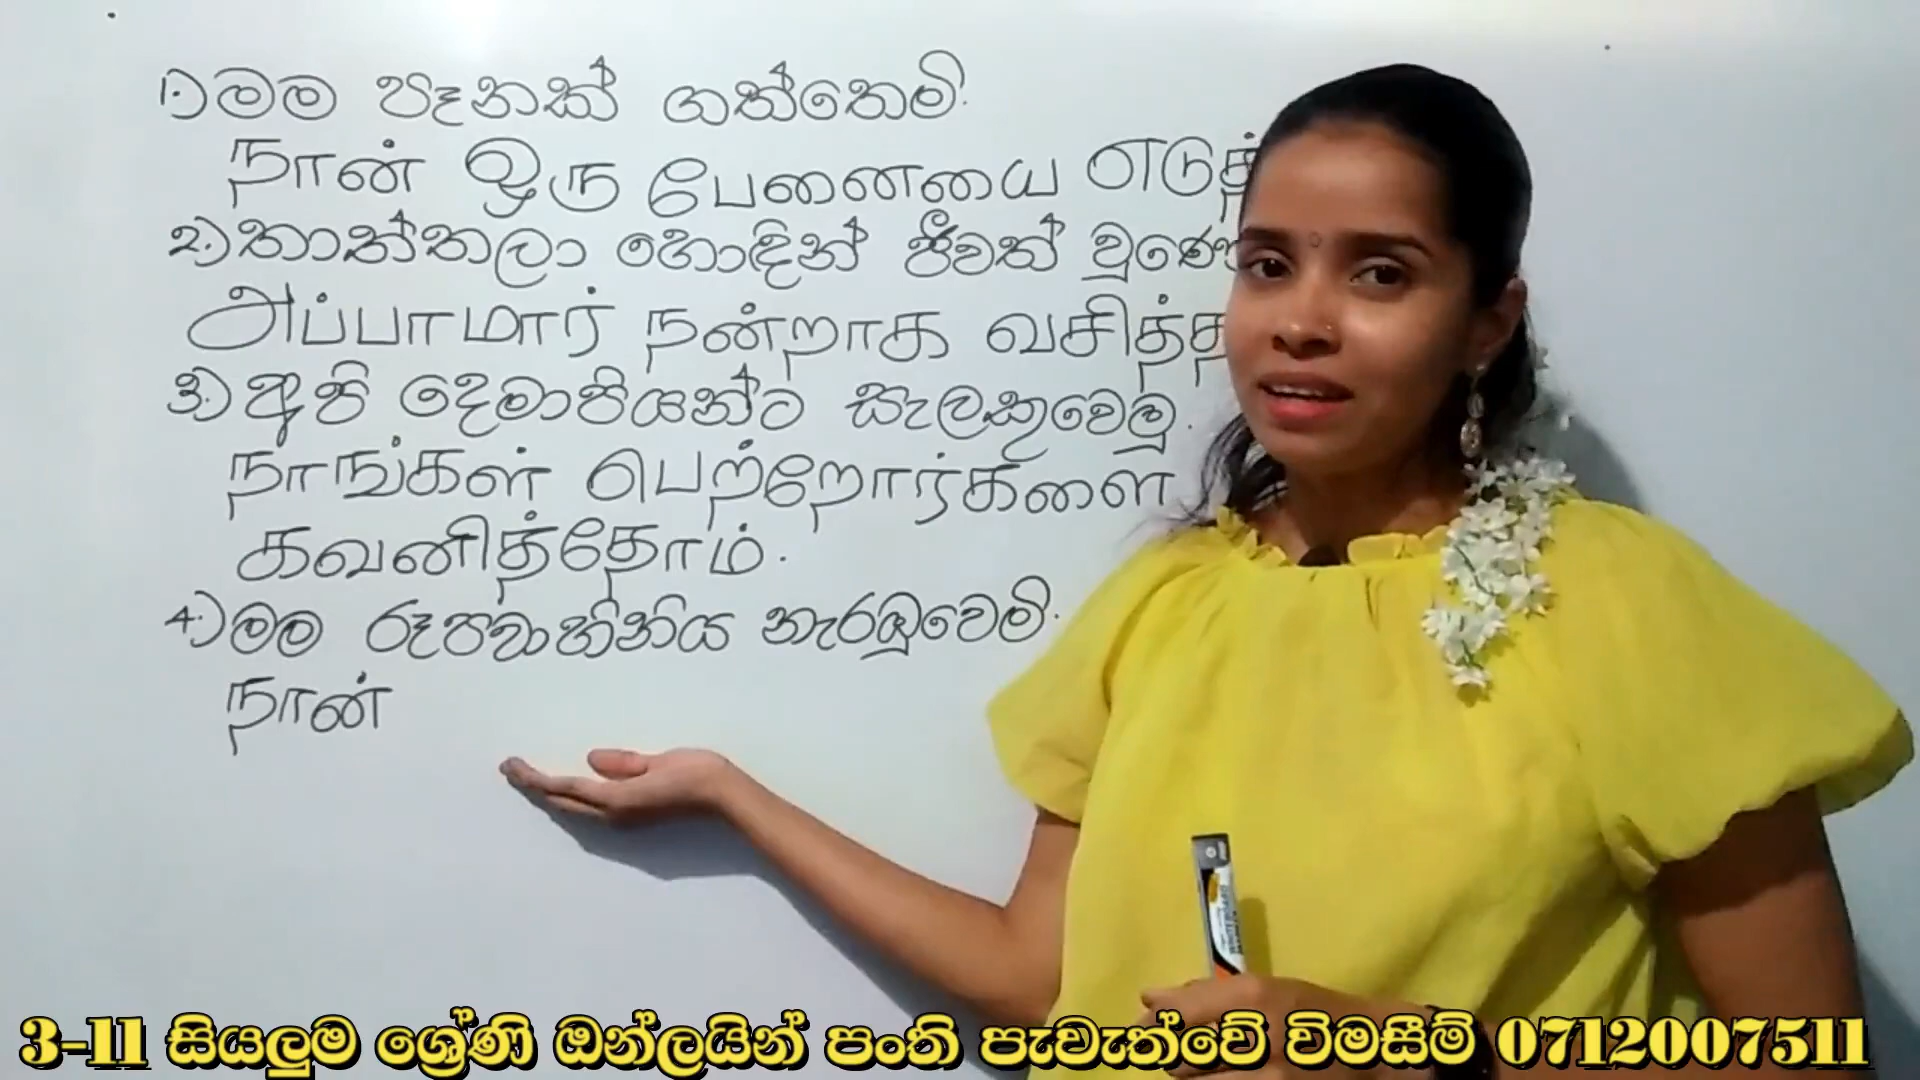 1.) මම පෑනක් ගත්තෙමි.
நான் ஒரு பேனையை எடுத்
2.) තාත්තලා හොඳින් ජීවත් වූණෙ
அப்பாமார் நன்றாக வசித்த
3.) අපි දෙමාපියන්ට සැලකුවෙමු.
நாங்கள் பெற்றோர்களை
கவனித்தோம்.
4.) මම රූපවාහිනිය නැරඹුවෙමි.
நான்
3-11 සියලුම ශ්‍රේණි ඔන්ලයින් පංති පැවැත්වේ විමසීම් 0712007511